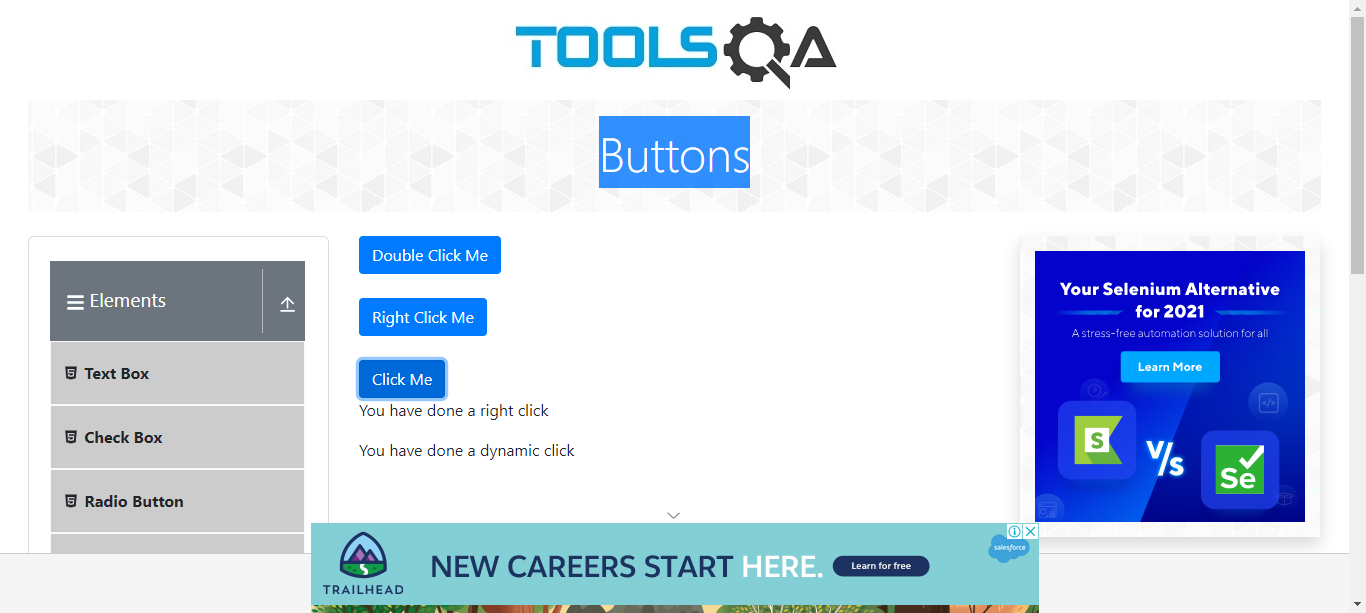 TOOLSQA
Buttons
Elements
Text Box
Check Box
Radio Button
Double Click Me
Right Click Me
Click Me
You have done a right click
You have done a dynamic click
Your Selenium Alternative
for 2021
A stress-free automation solution for all
Learn More
S
V/s
Se
TRAILHEAD
NEW CAREERS START HERE.
Learn for free
salesforce